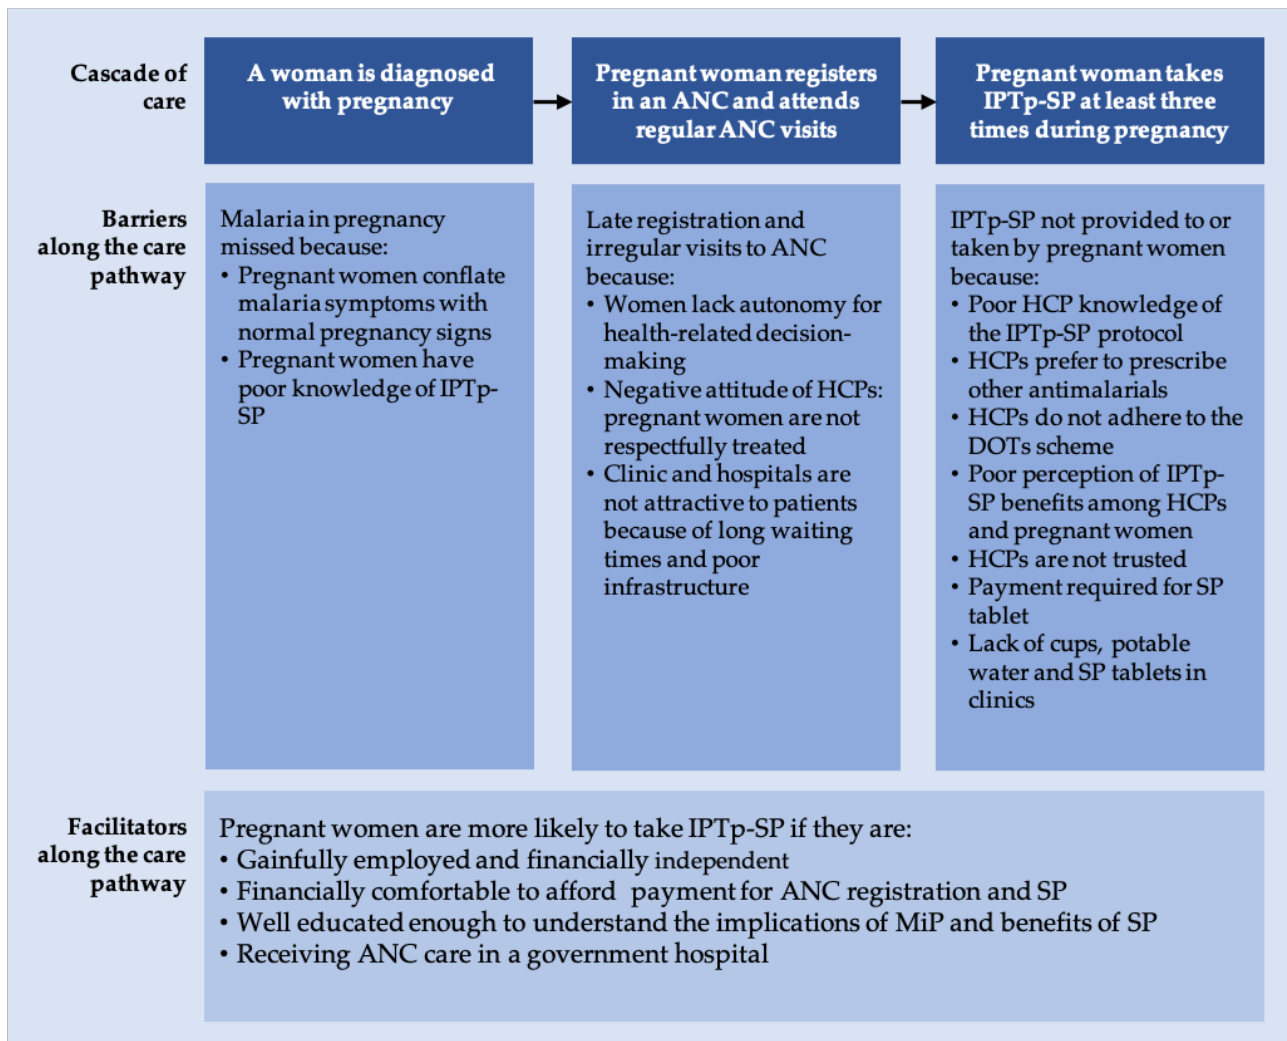 Cascade of
care
A woman is diagnosed
with pregnancy
Pregnant woman registers
in an ANC and attends
regular ANC visits
Pregnant woman takes
IPTp-SP at least three
times during pregnancy
Barriers
along the care
pathway
Malaria in pregnancy
missed because:
• Pregnant women conflate
malaria symptoms with
normal pregnancy signs
• Pregnant women have
poor knowledge of IPTp-
SP
Late registration and
irregular visits to ANC
because:
• Women lack autonomy for
health-related decision-
making
• Negative attitude of HCPs:
pregnant women are not
respectfully treated
• Clinic and hospitals are
not attractive to patients
because of long waiting
times and poor
infrastructure
IPTp-SP not provided to or
taken by pregnant women
because:
• Poor HCP knowledge of
the IPTp-SP protocol
• HCPs prefer to prescribe
other antimalarials
• HCPs do not adhere to the
DOTs scheme
• Poor perception of IPTp-
SP benefits among HCPs
and pregnant women
• HCPs are not trusted
• Payment required for SP
tablet
• Lack of cups, potable
water and SP tablets in
clinics
Facilitators
along the care
pathway
Pregnant women are more likely to take IPTp-SP if they are:
• Gainfully employed and financially independent
• Financially comfortable to afford payment for ANC registration and SP
• Well educated enough to understand the implications of MiP and benefits of SP
• Receiving ANC care in a government hospital